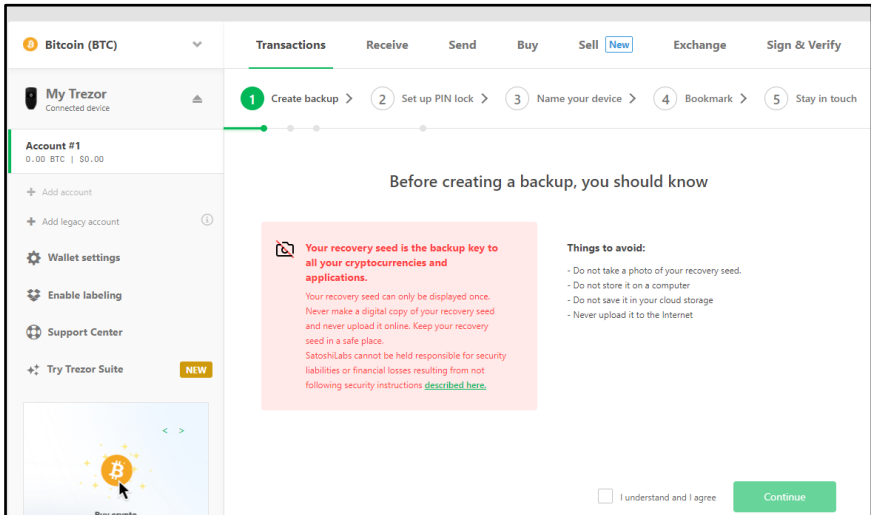 Bitcoin (BTC)
Transactions Receive Send Buy Sell New Exchange Sign & Verify
My Trezor
Connected device
1 Create backup > 2 Set up PIN lock > 3 Name your device > 4 Bookmark > 5 Stay in touch
Account #1
0.00 BTC | $0.00
+ Add account
+ Add legacy account
Wallet settings
Enable labeling
Support Center
Try Trezor Suite NEW
< >
Buy crypto
Before creating a backup, you should know
Your recovery seed is the backup key to
all your cryptocurrencies and
applications.
Your recovery seed can only be displayed once.
Never make a digital copy of your recovery seed
and never upload it online. Keep your recovery
seed in a safe place.
SatoshiLabs cannot be held responsible for security
liabilities or financial losses resulting from not
following security instructions described here.
Things to avoid:
- Do not take a photo of your recovery seed.
- Do not store it on a computer
- Do not save it in your cloud storage
- Never upload it to the Internet
I understand and I agree
Continue